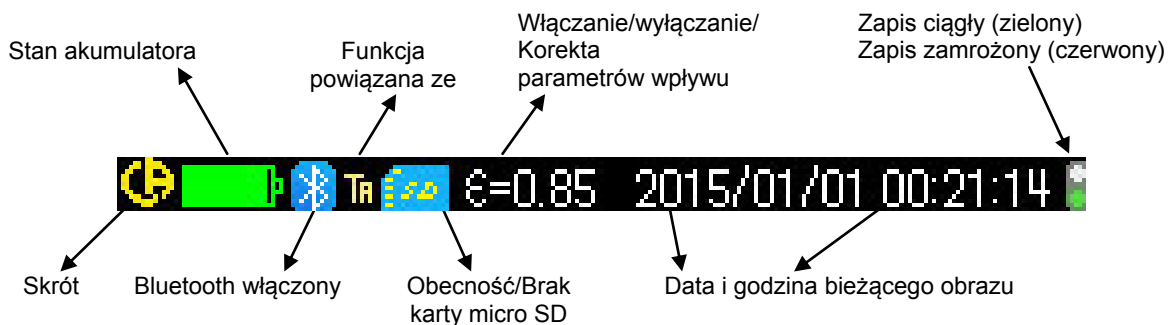 Stan akumulatora
Funkcja
powiązana ze
Włączanie/wyłączanie/
Korekta
parametrów wpływu
Zapis ciągły (zielony)
Zapis zamrożony (czerwony)
TA SD €=0.85 2015/01/01 00:21:14
Skrót
Bluetooth włączony
Obecność/Brak
karty micro SD
Data i godzina bieżącego obrazu